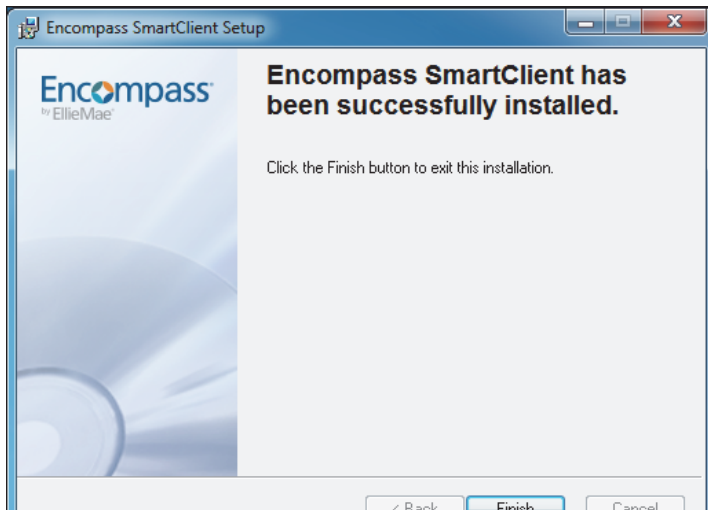 Encompass SmartClient Setup
Encompass
by EllieMae
Encompass SmartClient has
been successfully installed.
Click the Finish button to exit this installation.
< Back Finish Cancel